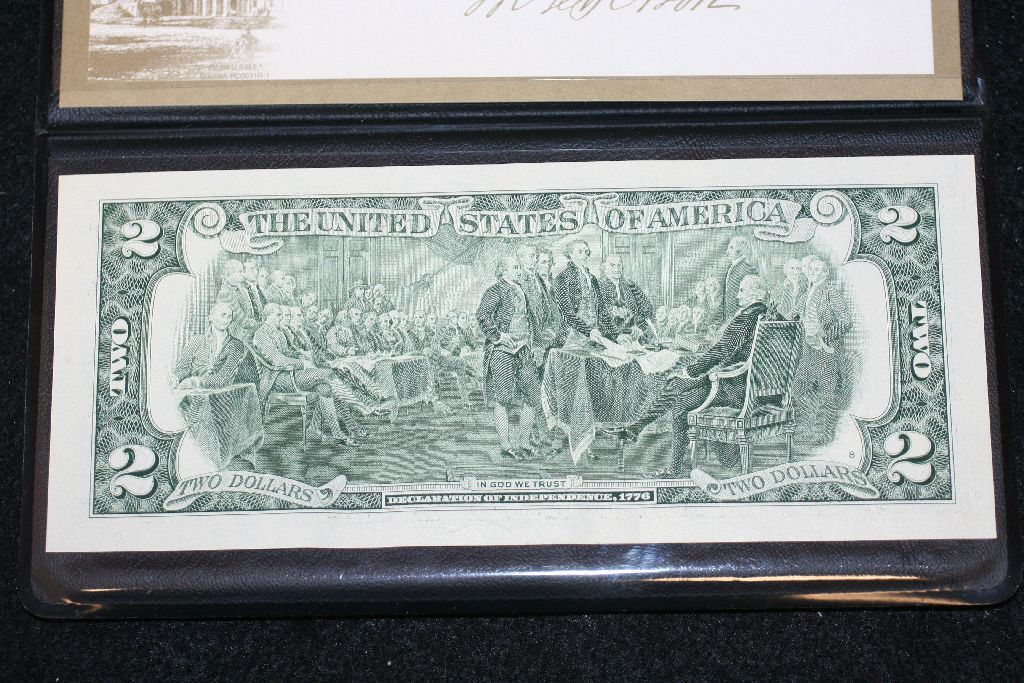 2
THE UNITED STATES OF AMERICA
2
TWO
TWO
2
TWO DOLLARS
IN GOD WE TRUST
DECLARATION OF INDEPENDENCE, 1776
TWO DOLLARS
8
2